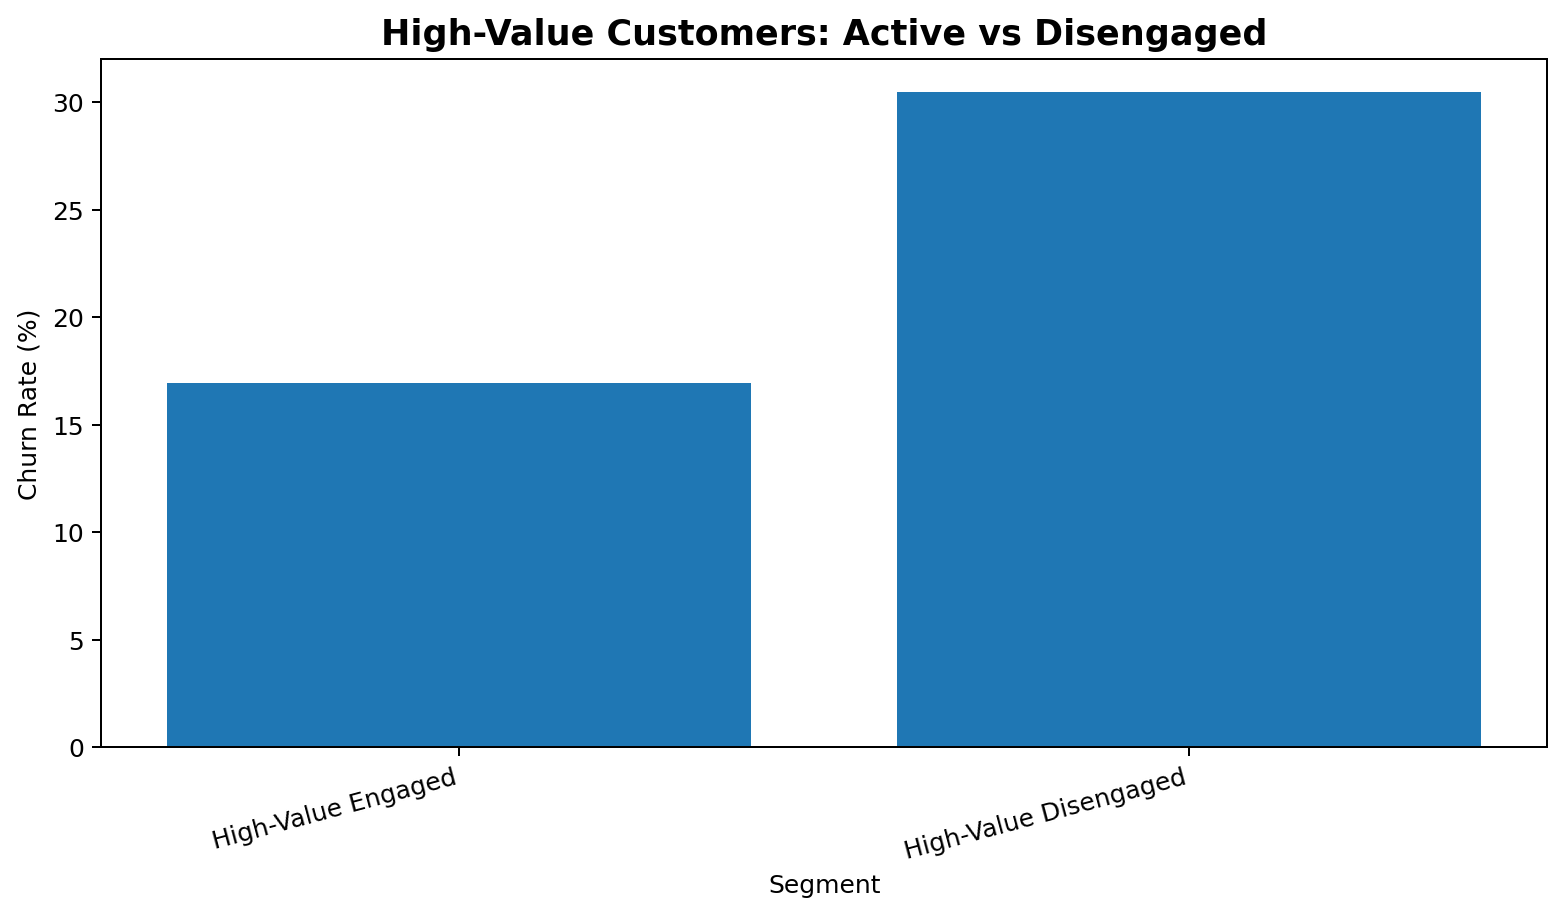 High-Value Customers: Active vs Disengaged
Churn Rate (%)
30
25
20
15
10
5
0
High-Value Engaged
High-Value Disengaged
Segment